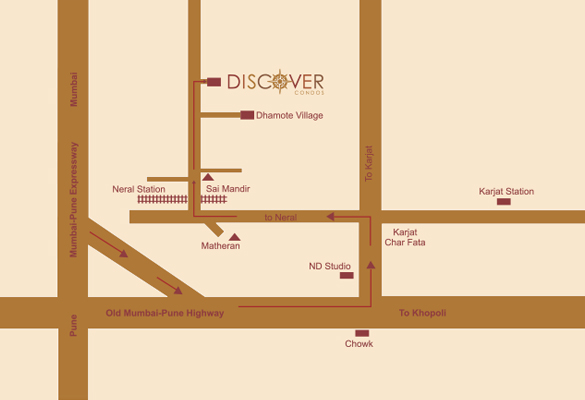 Mumbai
DISCOVER
CONDOS
Dhamote Village
Mumbai-Pune Expressway
To Karjat
Neral Station
Sai Mandir
Karjat Station
to Neral
Karjat
Char Fata
Matheran
ND Studio
Old Mumbai-Pune Highway
To Khopoli
Pune
Chowk